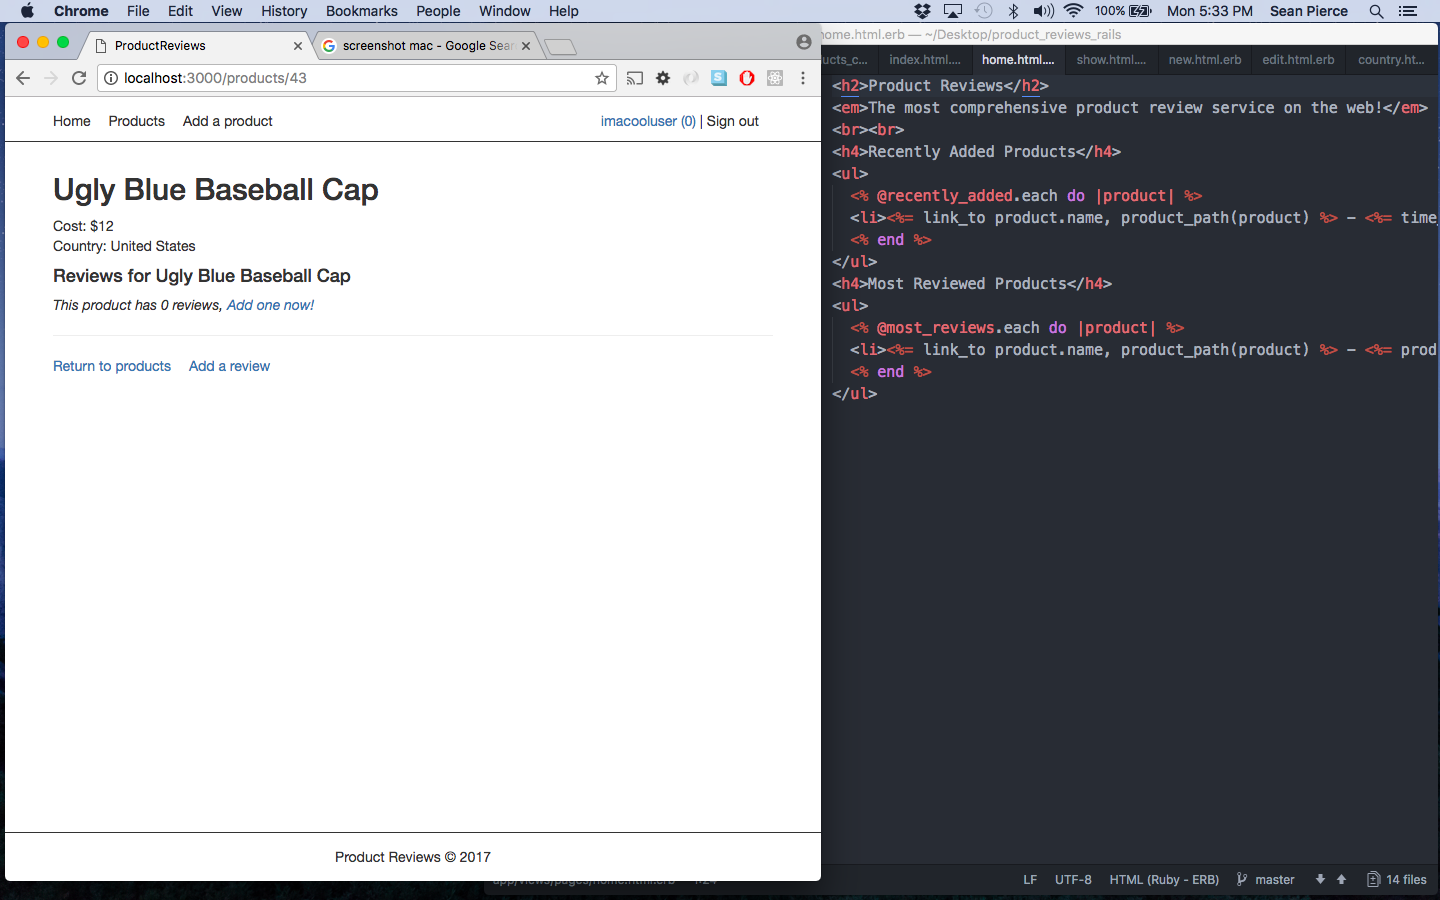 Chrome File Edit View History Bookmarks People Window Help 100% Mon 5:33 PM Sean Pierce
ProductReviews
screenshot mac - Google Sear
localhost:3000/products/43
Home Products Add a product imacooluser (0) | Sign out
Ugly Blue Baseball Cap
Cost: $12
Country: United States
Reviews for Ugly Blue Baseball Cap
This product has 0 reviews, Add one now!
Return to products Add a review
Product Reviews © 2017
home.html.erb — ~/Desktop/product_reviews_rails
ucts_c... index.html.... home.html.... show.html.... new.html.erb edit.html.erb country.ht...
<h2>Product Reviews</h2>
<em>The most comprehensive product review service on the web!</em>
<br><br>
<h4>Recently Added Products</h4>
<ul>
<% @recently_added.each do |product| %>
<li><%= link_to product.name, product_path(product) %> - <%= time_
<% end %>
</ul>
<h4>Most Reviewed Products</h4>
<ul>
<% @most_reviews.each do |product| %>
<li><%= link_to product.name, product_path(product) %> - <%= prod
<% end %>
</ul>
app/views/pages/home.html.erb 1:24 LF UTF-8 HTML (Ruby - ERB) master 14 files